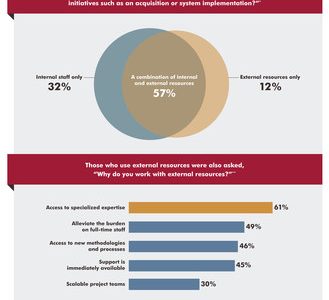 initiatives such as an acquisition or system implementation?"*
Internal staff only
32%
A combination of internal
and external resources
57%
External resources only
12%
Those who use external resources were also asked,
"Why do you work with external resources?"**
Access to specialized expertise
61%
Alleviate the burden
on full-time staff
49%
Access to new methodologies
and processes
46%
Support is
immediately available
45%
Scalable project teams
30%